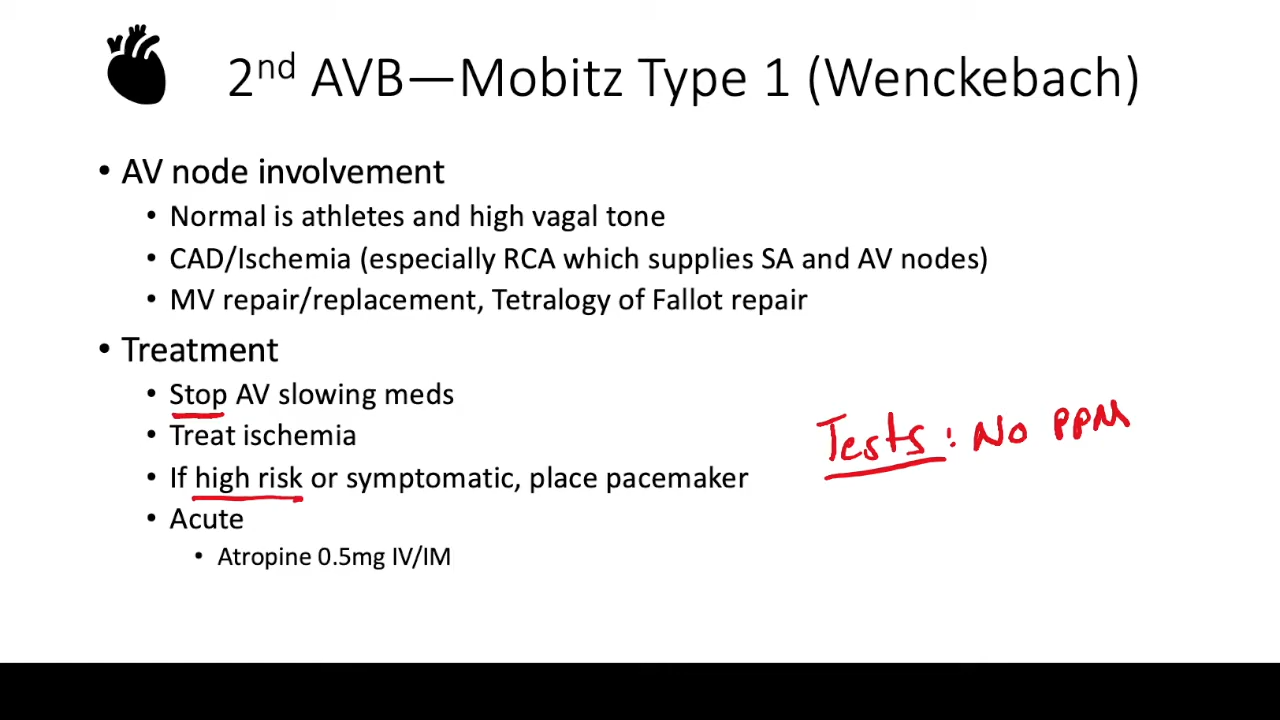 2nd AVB—Mobitz Type 1 (Wenckebach)
• AV node involvement
• Normal is athletes and high vagal tone
• CAD/Ischemia (especially RCA which supplies SA and AV nodes)
• MV repair/replacement, Tetralogy of Fallot repair
• Treatment
• Stop AV slowing meds
• Treat ischemia
• If high risk or symptomatic, place pacemaker
• Acute
• Atropine 0.5mg IV/IM
Tests: No PPM